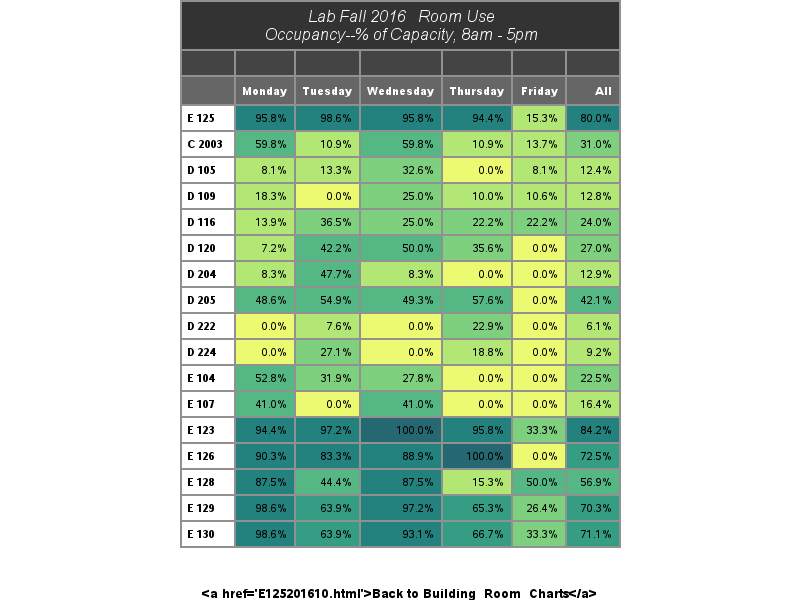 Lab Fall 2016 Room Use
Occupancy--% of Capacity, 8am - 5pm
Monday Tuesday Wednesday Thursday Friday All
E 125 95.8% 98.6% 95.8% 94.4% 15.3% 80.0%
C 2003 59.8% 10.9% 59.8% 10.9% 13.7% 31.0%
D 105 8.1% 13.3% 32.6% 0.0% 8.1% 12.4%
D 109 18.3% 0.0% 25.0% 10.0% 10.6% 12.8%
D 116 13.9% 36.5% 25.0% 22.2% 22.2% 24.0%
D 120 7.2% 42.2% 50.0% 35.6% 0.0% 27.0%
D 204 8.3% 47.7% 8.3% 0.0% 0.0% 12.9%
D 205 48.6% 54.9% 49.3% 57.6% 0.0% 42.1%
D 222 0.0% 7.6% 0.0% 22.9% 0.0% 6.1%
D 224 0.0% 27.1% 0.0% 18.8% 0.0% 9.2%
E 104 52.8% 31.9% 27.8% 0.0% 0.0% 22.5%
E 107 41.0% 0.0% 41.0% 0.0% 0.0% 16.4%
E 123 94.4% 97.2% 100.0% 95.8% 33.3% 84.2%
E 126 90.3% 83.3% 88.9% 100.0% 0.0% 72.5%
E 128 87.5% 44.4% 87.5% 15.3% 50.0% 56.9%
E 129 98.6% 63.9% 97.2% 65.3% 26.4% 70.3%
E 130 98.6% 63.9% 93.1% 66.7% 33.3% 71.1%
<a href='E125201610.html'>Back to Building_Room_Charts</a>